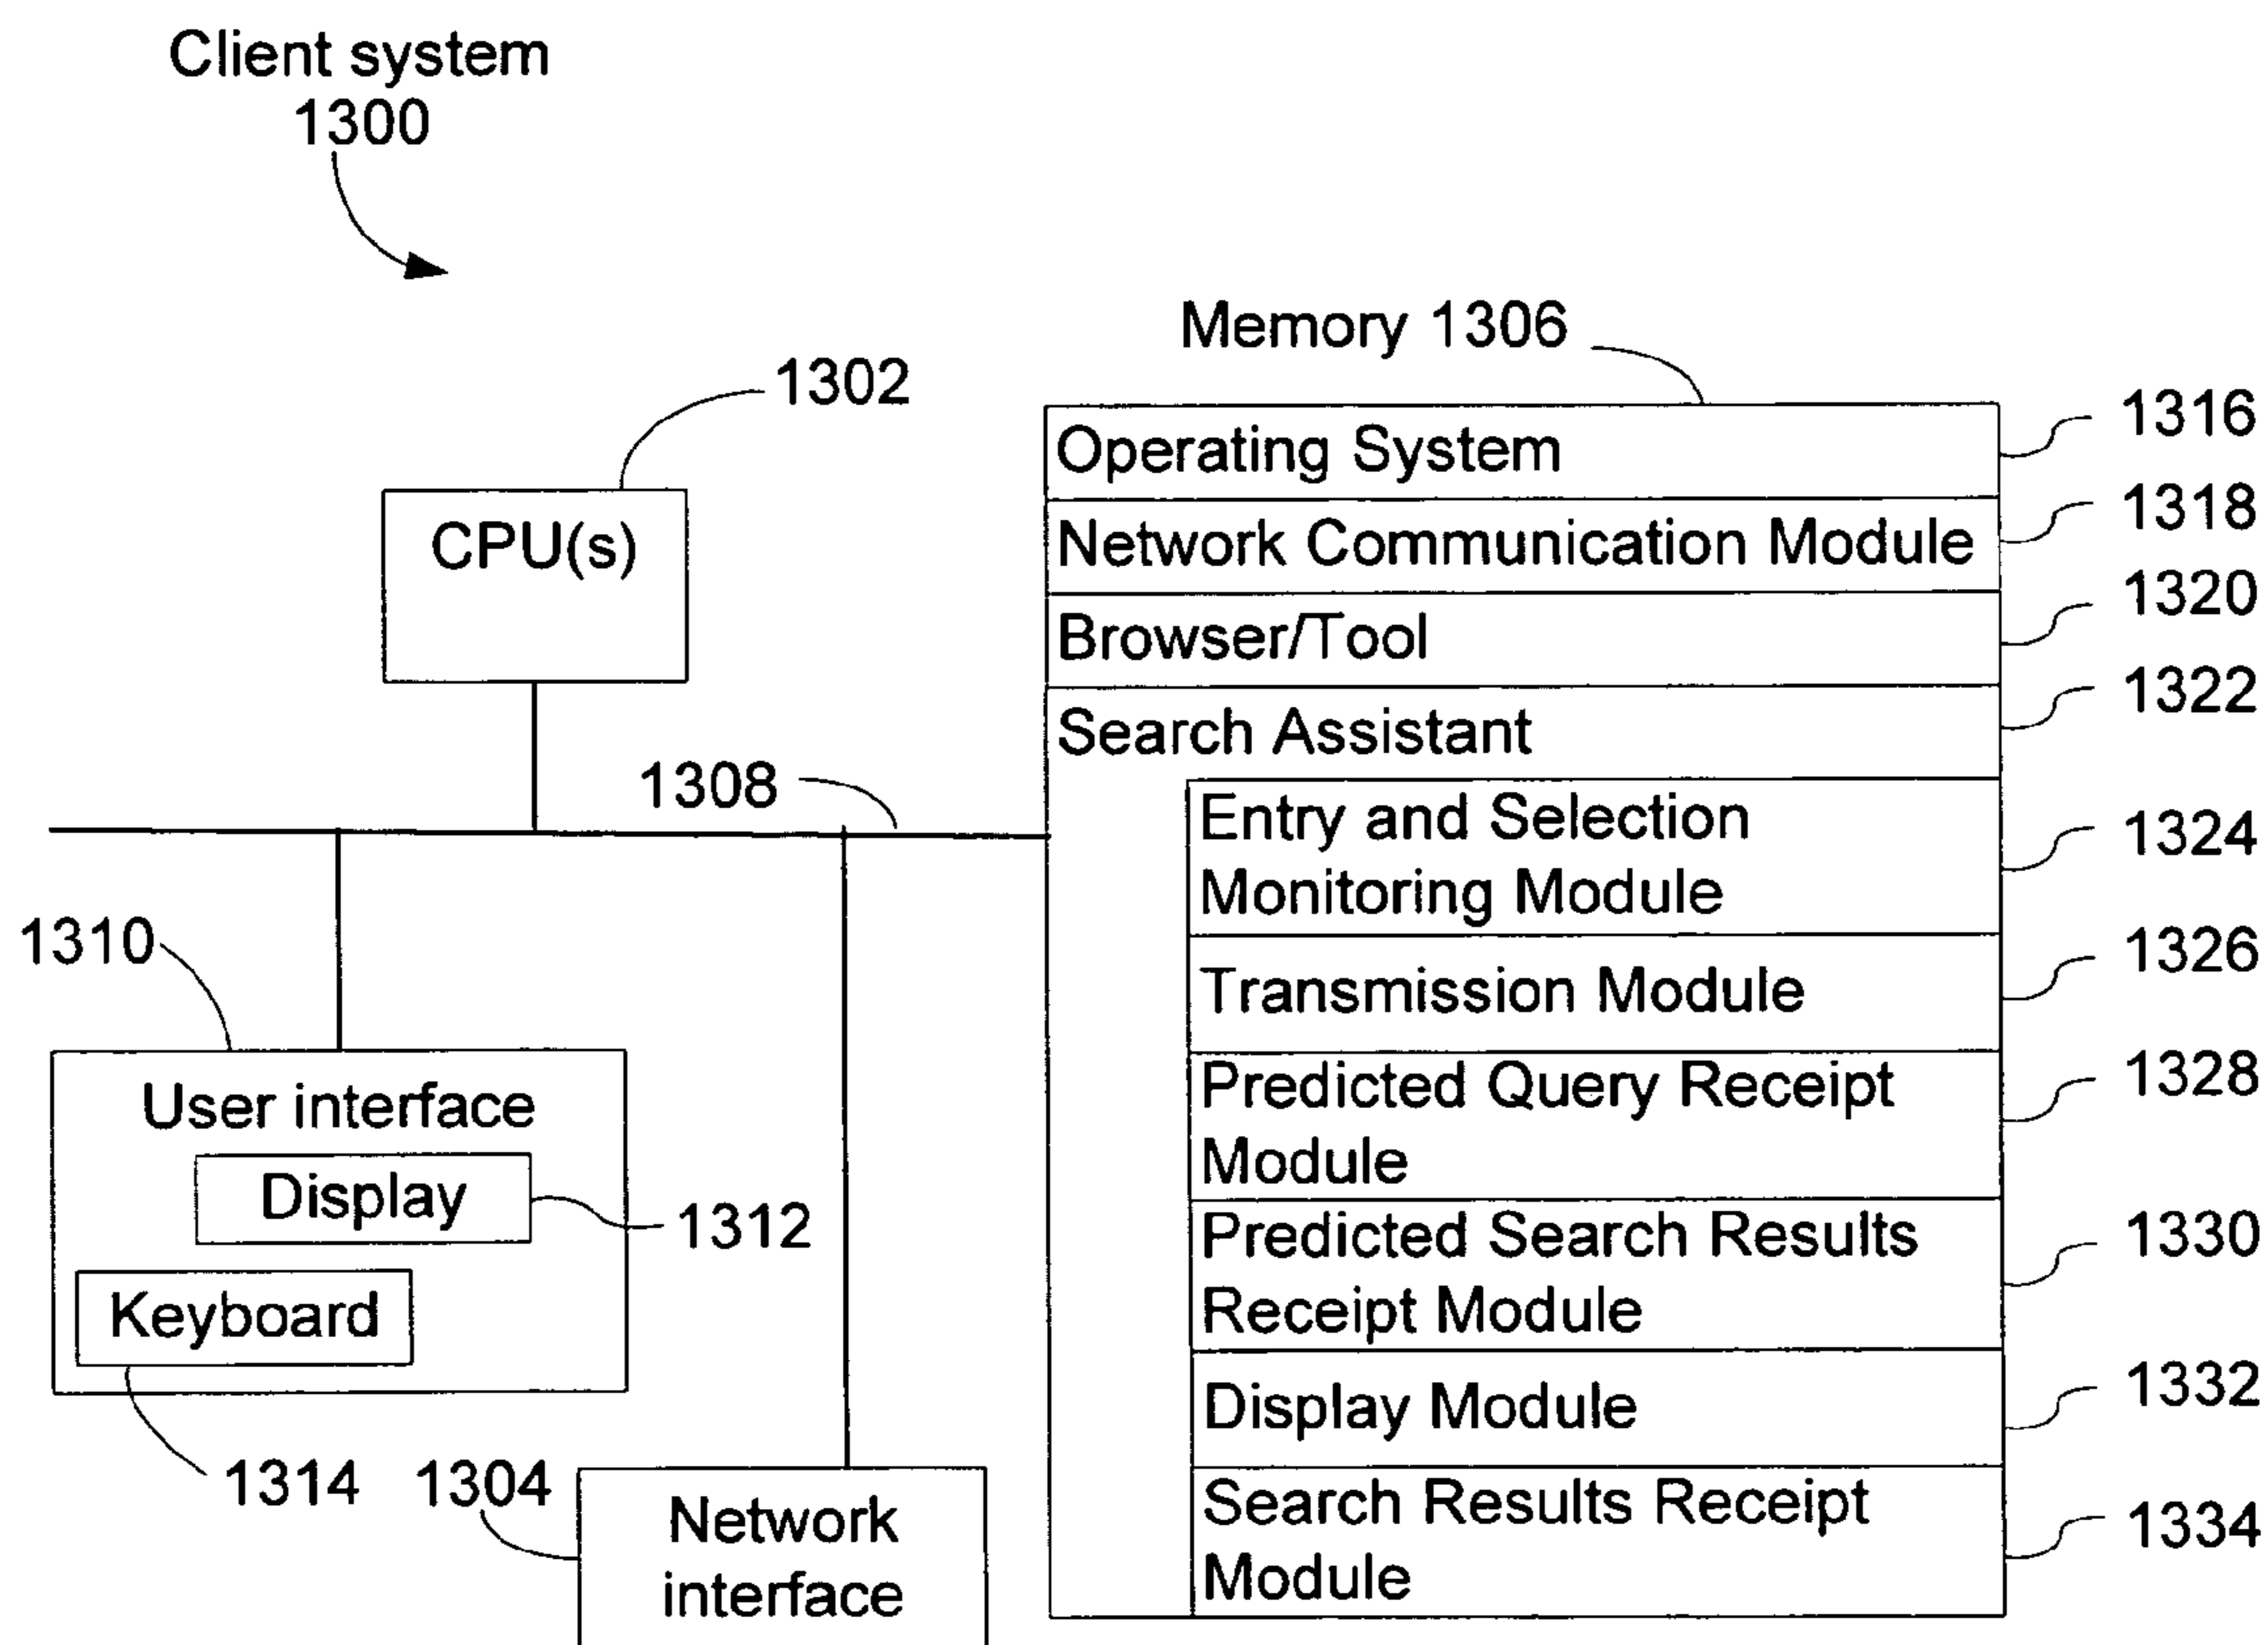 Client system
1300
1302
CPU(s)
1308
1310
User interface
Display
1312
Keyboard
1314
1304
Network
interface
Memory 1306
Operating System
1316
Network Communication Module
1318
Browser/Tool
1320
Search Assistant
1322
Entry and Selection
Monitoring Module
1324
Transmission Module
1326
Predicted Query Receipt
Module
1328
Predicted Search Results
Receipt Module
1330
Display Module
1332
Search Results Receipt
Module
1334